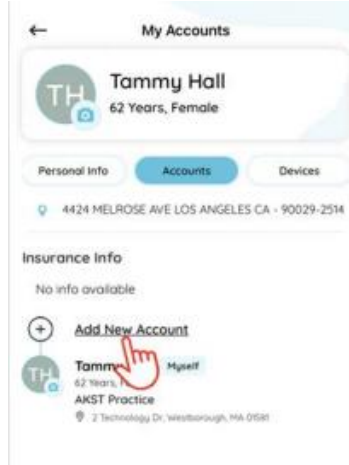 My Accounts
TH
Tammy Hall
62 Years, Female
Personal Info Accounts Devices
4424 MELROSE AVE LOS ANGELES CA - 90029-2514
Insurance Info
No info available
Add New Account
TH
Tammy Myself
62 Years,
AKST Practice
2 Technology Dr, Westborough, MA 01581